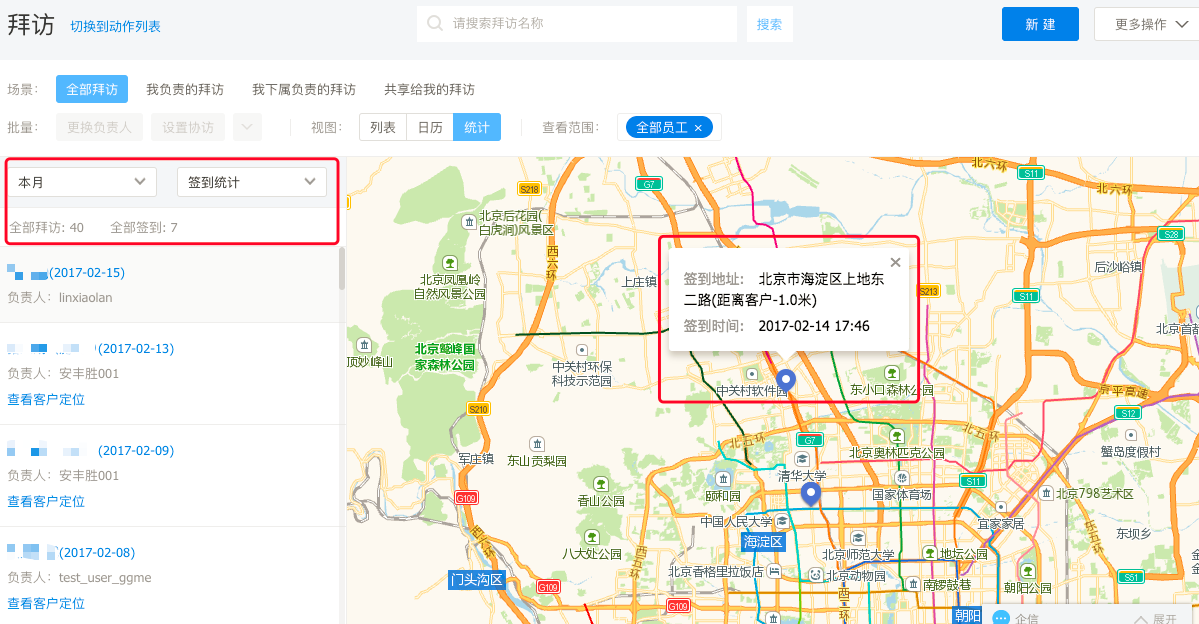 拜访 切换到动作列表 请搜索拜访名称 搜索 新 建 更多操作
场景: 全部拜访 我负责的拜访 我下属负责的拜访 共享给我的拜访
批量: 更换负责人 设置协访 视图: 列表 日历 统计 查看范围: 全部员工 ×
本月 签到统计
全部拜访: 40 全部签到: 7
(2017-02-15)
负责人: linxiaolan
(2017-02-13)
负责人: 安丰胜001
查看客户定位
(2017-02-09)
负责人: 安丰胜001
查看客户定位
(2017-02-08)
负责人: test_user_ggme
查看客户定位
签到地址: 北京市海淀区上地东
二路(距离客户-1.0米)
签到时间: 2017-02-14 17:46
北六环
S11
G7
S218
北六环
北京后花园(
白虎涧)风景区
S28
西六环
后沙峪镇
北京凤凰岭
自然风景公园
上庄镇
S213
S11
北京首都
顶妙峰山
北京鹫峰国
家森林公园
中关村环保
科技示范园
中关村软件园
东小口森林公园
京平高速
S210
S12
北五环
G7
北五环
蟹岛度假村
军庄镇
东山贡梨园
北京奥林匹克公园
清华大学
S11
G109
香山公园
颐和园
国家体育场
北京798艺术区
中国人民大学
宜家家居
西六环
海淀区
东五环
东坝乡
八大处公园
北京师范大学
地坛公园
西五环
北京香格里拉饭店
北京动物园
门头沟区
G109
南锣鼓巷
朝阳公园
S51
西三环
G109
朝阳
企信
展开